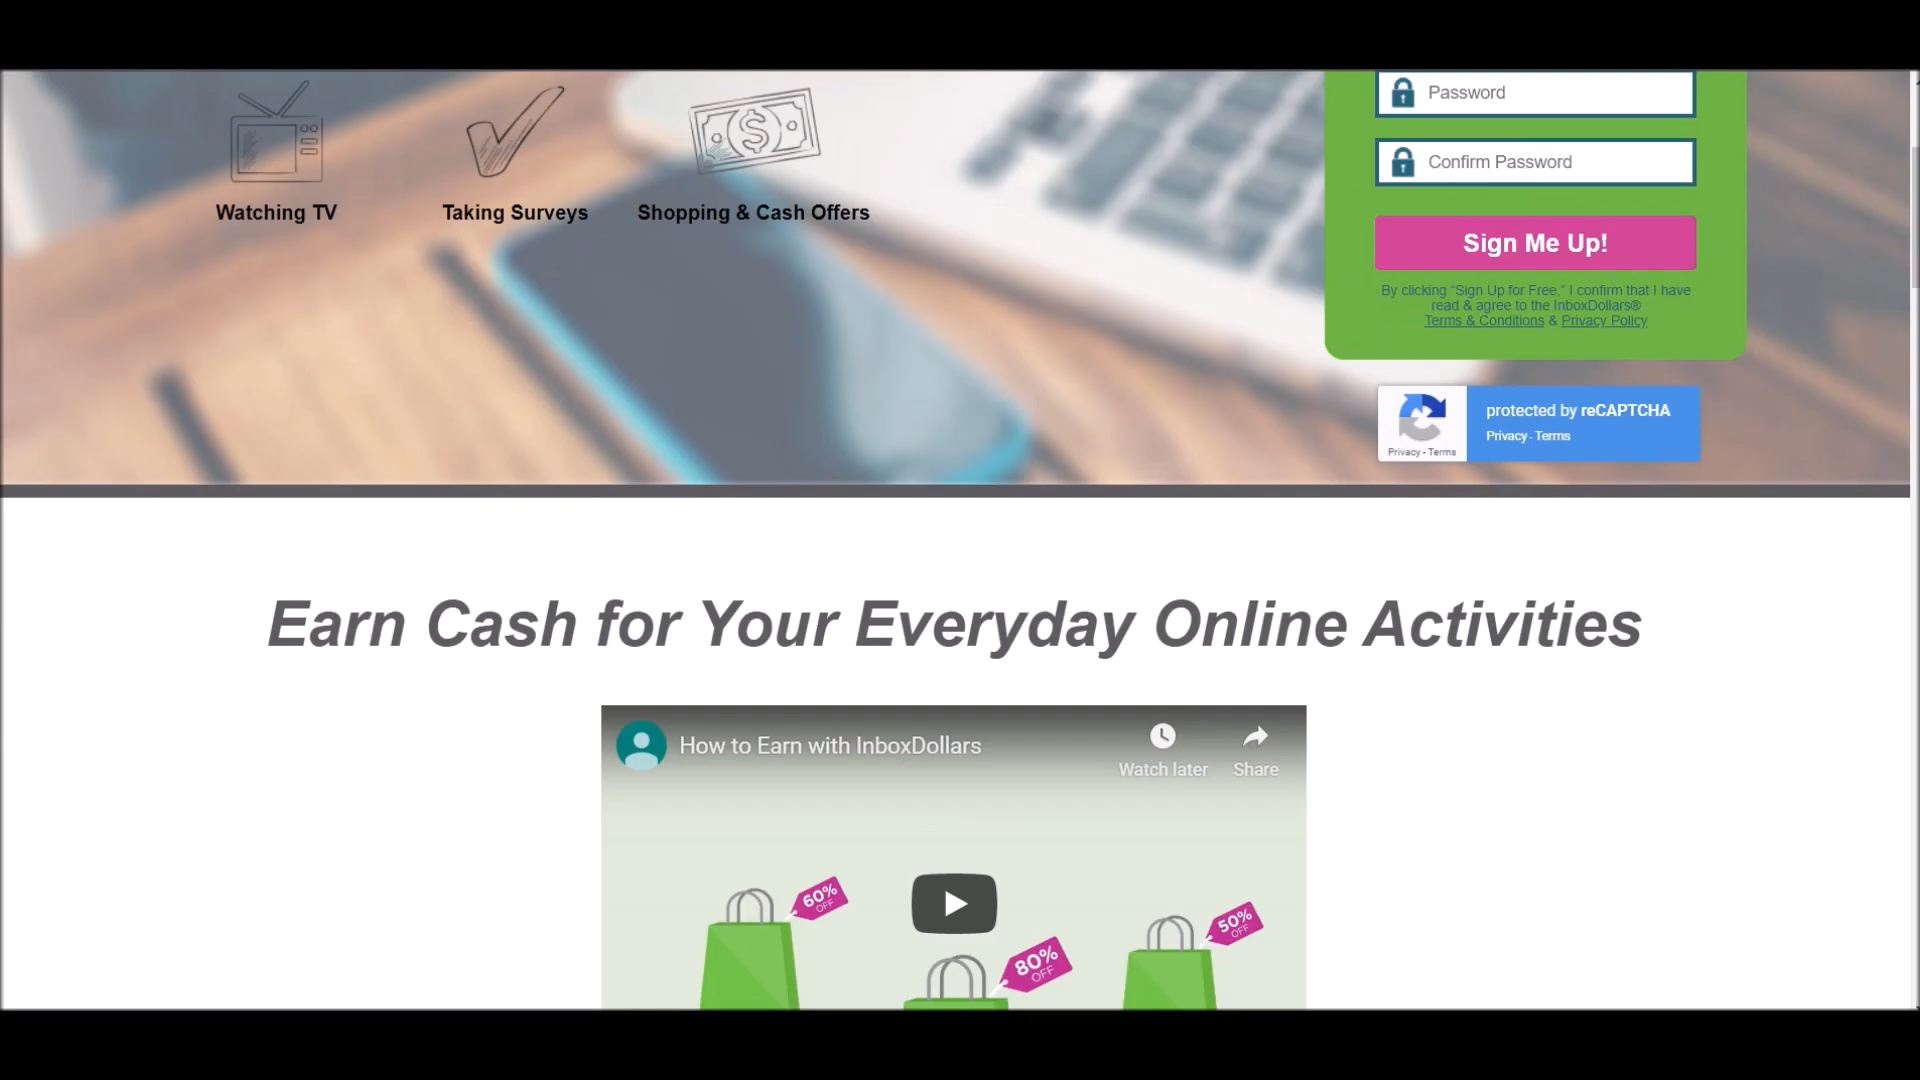 Password
Confirm Password
Watching TV
Taking Surveys
Shopping & Cash Offers
Sign Me Up!
By clicking “Sign Up for Free,” I confirm that I have
read & agree to the InboxDollars®
Terms & Conditions & Privacy Policy
protected by reCAPTCHA
Privacy - Terms
Privacy - Terms
Earn Cash for Your Everyday Online Activities
How to Earn with InboxDollars
Watch later
Share
60%
OFF
80%
OFF
50%
OFF